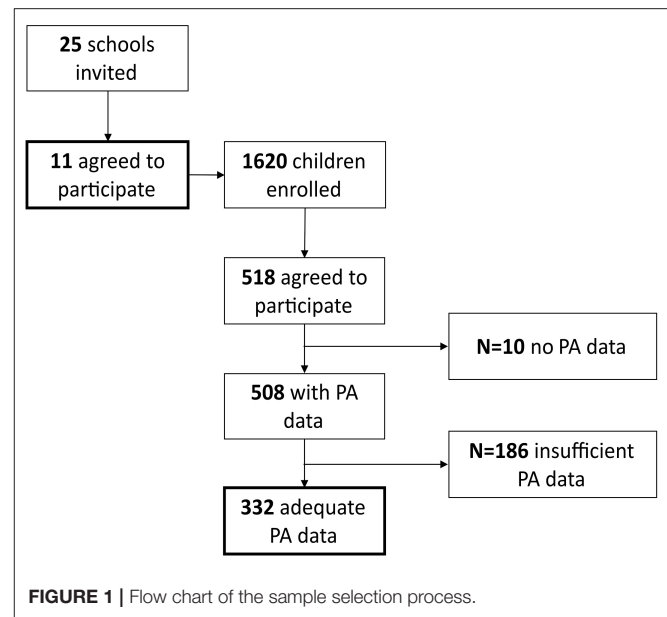 25 schools
invited
11 agreed to
participate
1620 children
enrolled
518 agreed to
participate
N=10 no PA data
508 with PA
data
N=186 insufficient
PA data
332 adequate
PA data
FIGURE 1 | Flow chart of the sample selection process.